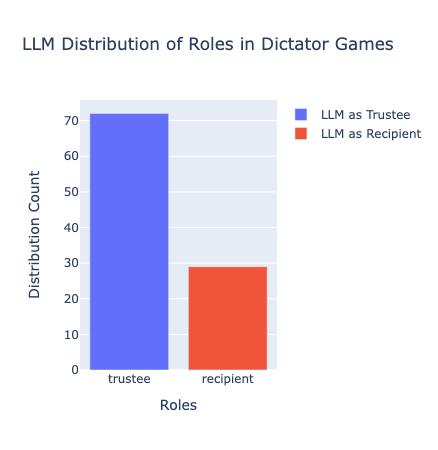 LLM Distribution of Roles in Dictator Games
LLM as Trustee
LLM as Recipient
70
60
50
40
30
20
10
0
Distribution Count
trustee
recipient
Roles